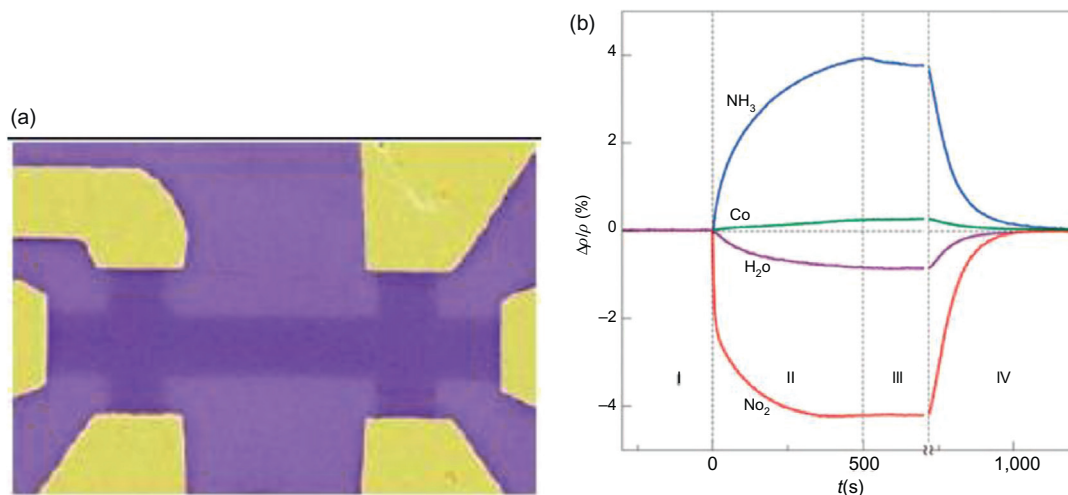 (a)
(b)
4
2
0
−2
−4
Δρ/ρ (%)
NH3
Co
H2o
No2
I
II
III
IV
0
500
1,000
t(s)